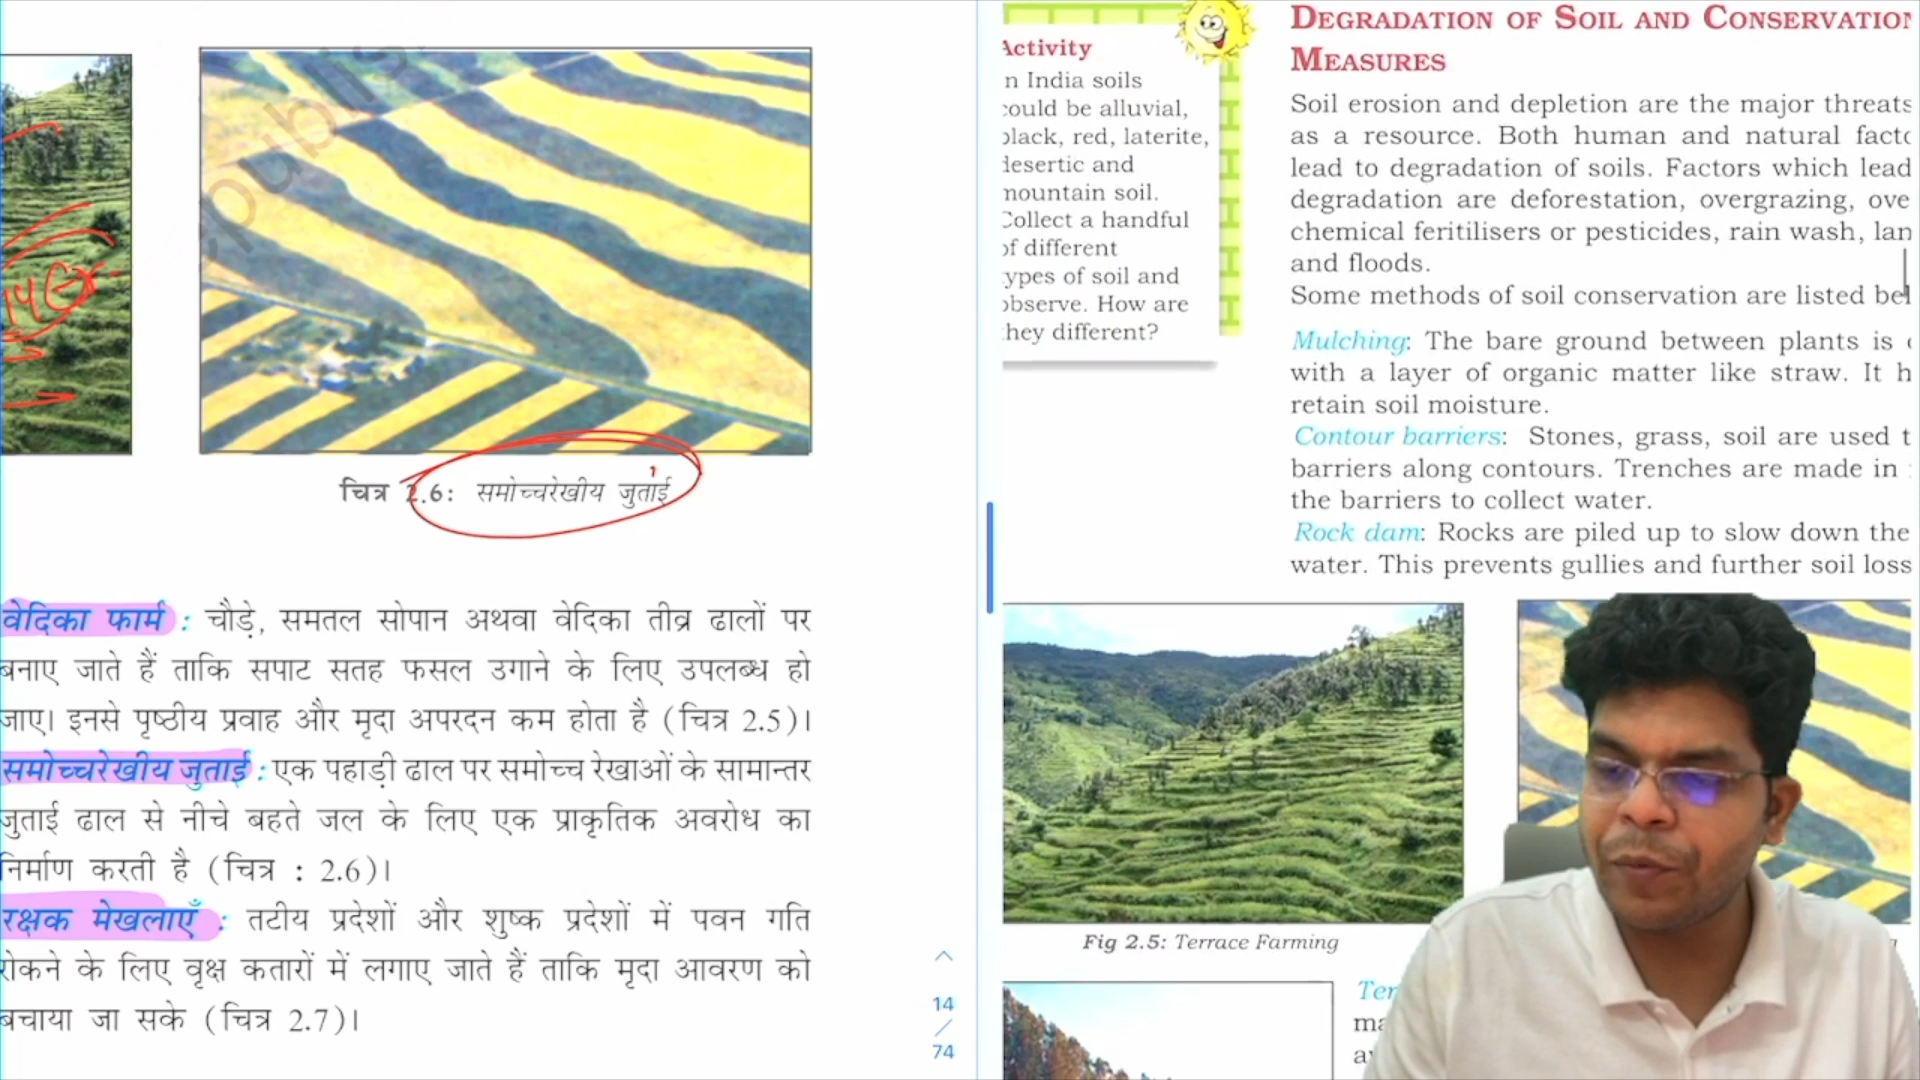 publis
चित्र 2.6: समोच्चरेखीय जुताई
वेदिका फार्म : चौड़े, समतल सोपान अथवा वेदिका तीव्र ढालों पर
बनाए जाते हैं ताकि सपाट सतह फसल उगाने के लिए उपलब्ध हो
जाए। इनसे पृष्ठीय प्रवाह और मृदा अपरदन कम होता है (चित्र 2.5)।
समोच्चरेखीय जुताई : एक पहाड़ी ढाल पर समोच्च रेखाओं के सामान्तर
जुताई ढाल से नीचे बहते जल के लिए एक प्राकृतिक अवरोध का
निर्माण करती है (चित्र : 2.6)।
रक्षक मेखलाएँ : तटीय प्रदेशों और शुष्क प्रदेशों में पवन गति
रोकने के लिए वृक्ष कतारों में लगाए जाते हैं ताकि मृदा आवरण को
बचाया जा सके (चित्र 2.7)।
14
/
74
Activity
n India soils
could be alluvial,
black, red, laterite,
desertic and
mountain soil.
Collect a handful
of different
ypes of soil and
observe. How are
hey different?
DEGRADATION OF SOIL AND CONSERVATION
MEASURES
Soil erosion and depletion are the major threats
as a resource. Both human and natural facto
lead to degradation of soils. Factors which lead
degradation are deforestation, overgrazing, ove
chemical feritilisers or pesticides, rain wash, lan
and floods.
Some methods of soil conservation are listed bel
Mulching: The bare ground between plants is
with a layer of organic matter like straw. It h
retain soil moisture.
Contour barriers: Stones, grass, soil are used t
barriers along contours. Trenches are made in
the barriers to collect water.
Rock dam: Rocks are piled up to slow down the
water. This prevents gullies and further soil loss
Fig 2.5: Terrace Farming
Ter
ma
av